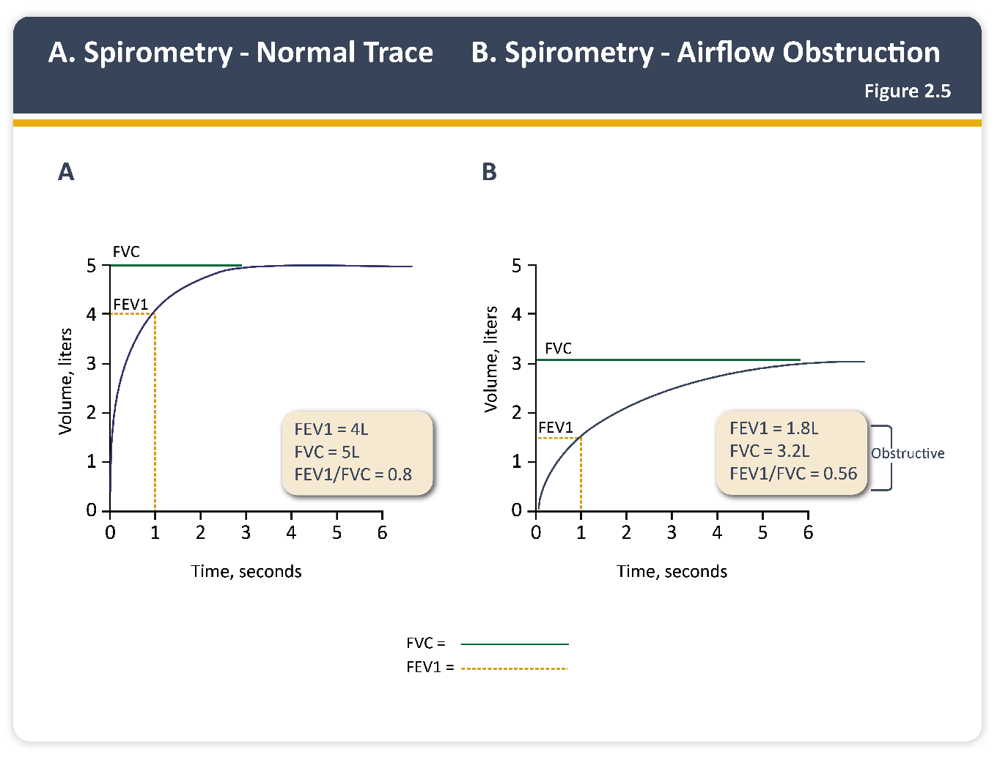 A. Spirometry - Normal Trace
B. Spirometry - Airflow Obstruction
Figure 2.5
A
FVC
5
FEV1
4
3
2
1
0
Volume, liters
FEV1 = 4L
FVC = 5L
FEV1/FVC = 0.8
0 1 2 3 4 5 6
Time, seconds
B
5
4
FVC
3
2
FEV1
1
0
Volume, liters
FEV1 = 1.8L
FVC = 3.2L
FEV1/FVC = 0.56
Obstructive
0 1 2 3 4 5 6
Time, seconds
FVC =
FEV1 =